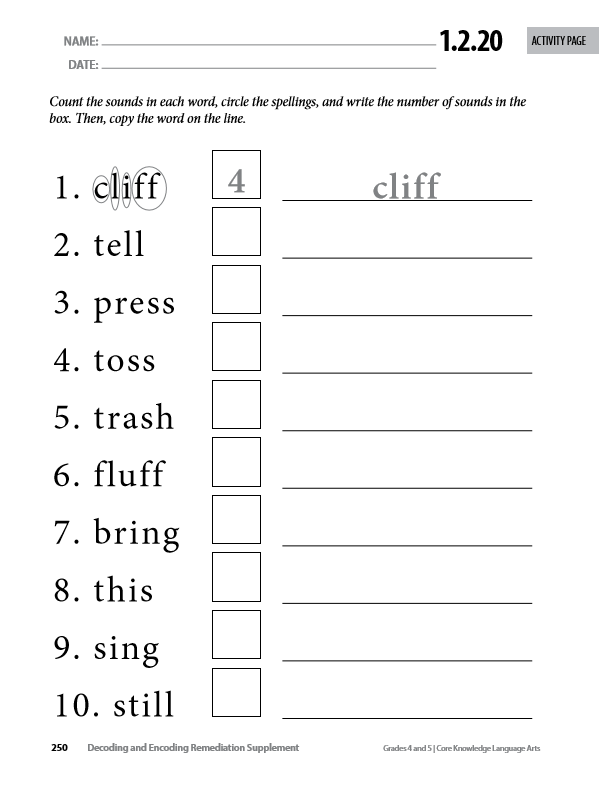 NAME:
1.2.20
ACTIVITY PAGE
DATE:
Count the sounds in each word, circle the spellings, and write the number of sounds in the
box. Then, copy the word on the line.
1. cliff 4 cliff
2. tell
3. press
4. toss
5. trash
6. fluff
7. bring
8. this
9. sing
10. still
250 Decoding and Encoding Remediation Supplement Grades 4 and 5 | Core Knowledge Language Arts